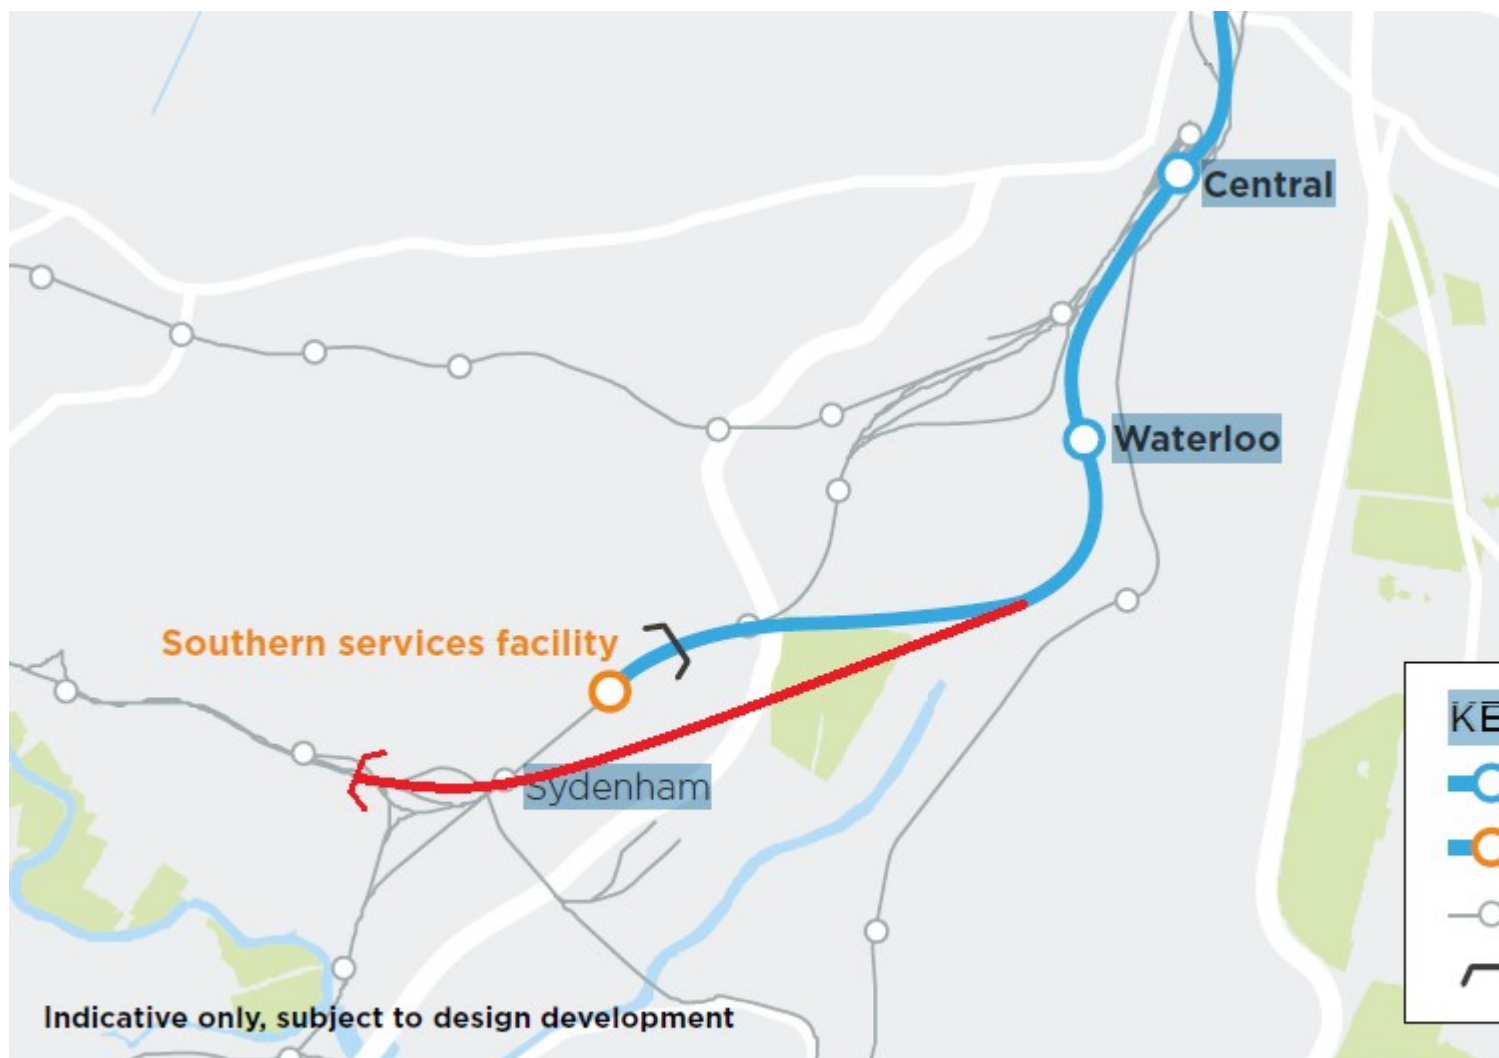 Central
Waterloo
Southern services facility
Sydenham
KE
Indicative only, subject to design development